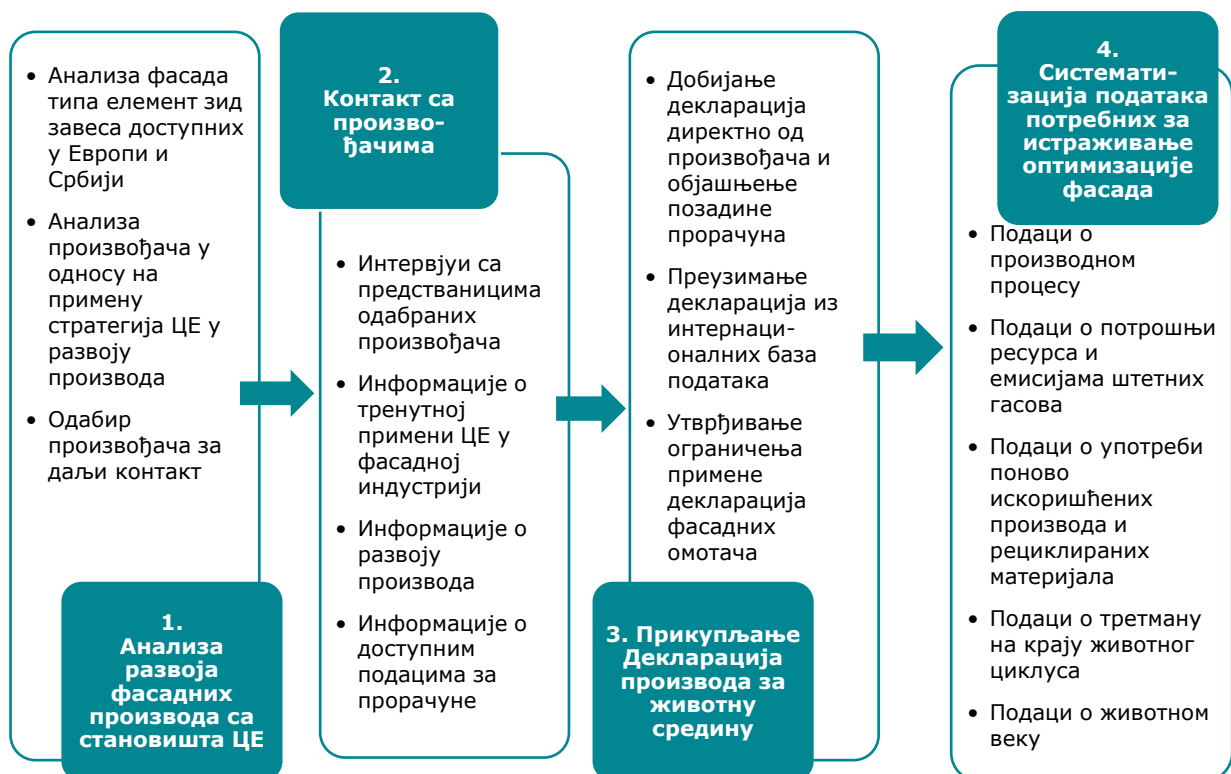 • Анализа фасада
типа елемент зид
завеса доступних
у Европи и
Србији
• Анализа
произвођача у
односу на
примену
стратегија ЦЕ у
развоју
производа
• Одабир
произвођача за
даљи контакт
1.
Анализа
развоја
фасадних
производа са
становишта ЦЕ
2.
Контакт са
произво-
ђачима
• Интервјуи са
предстваницима
одабраних
произвођача
• Информације о
тренутној
примени ЦЕ у
фасадној
индустрији
• Информације о
развоју
производа
• Информације о
доступним
подацима за
прорачуне
• Добијање
декларација
директно од
произвођача и
објашњење
позадине
прорачуна
• Преузимање
декларација из
интернаци-
оналних база
података
• Утврђивање
ограничења
примене
декларација
фасадних
омотача
3. Прикупљање
Декларација
производа за
животну
средину
4.
Системати-
зација података
потребних за
истраживање
оптимизације
фасада
• Подаци о
производном
процесу
• Подаци о потрошњи
ресурса и
емисијама штетних
гасова
• Подаци о употреби
поново
искоришћених
производа и
рециклираних
материјала
• Подаци о третману
на крају животног
циклуса
• Подаци о животном
веку